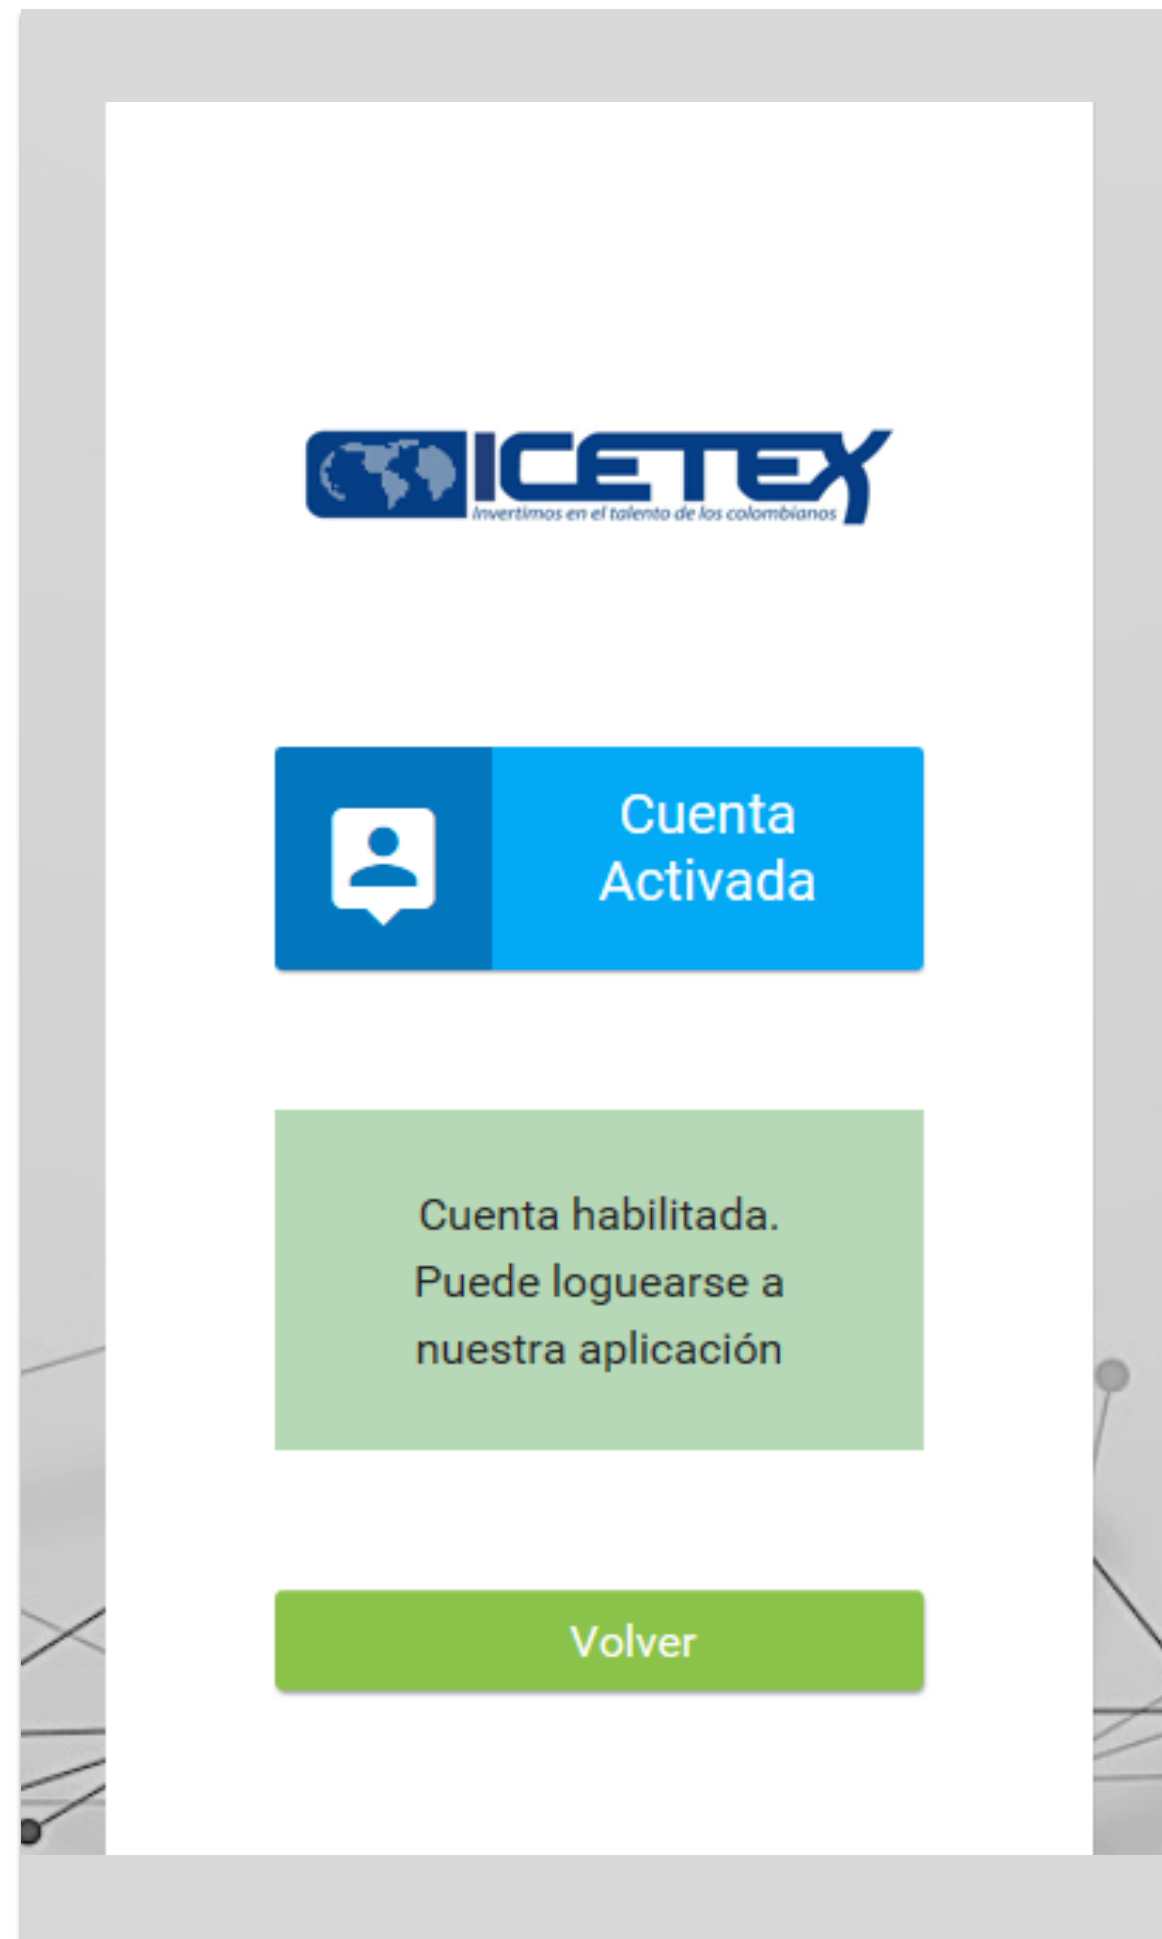 ICETEX
Invertimos en el talento de los colombianos
Cuenta
Activada
Cuenta habilitada.
Puede loguearse a
nuestra aplicación
Volver